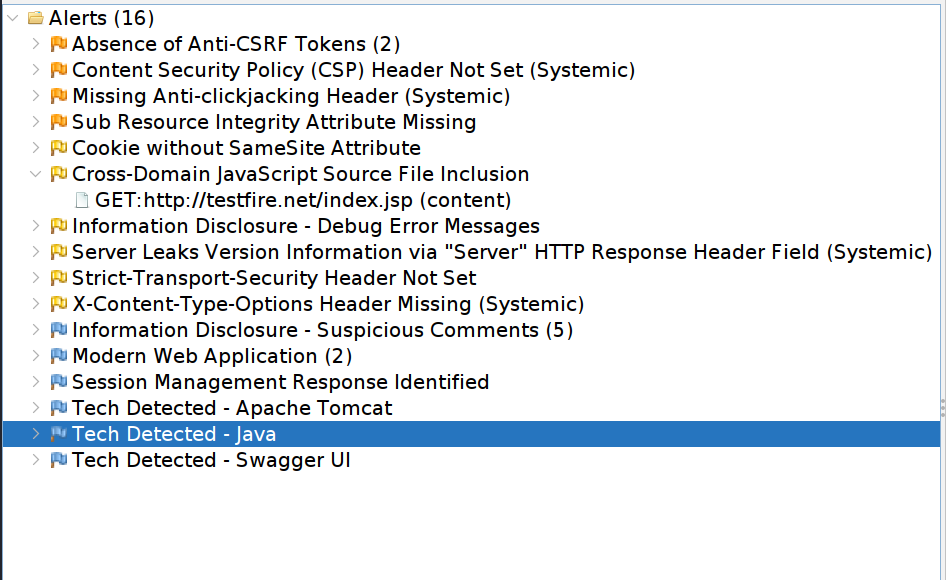 Alerts (16)
Absence of Anti-CSRF Tokens (2)
Content Security Policy (CSP) Header Not Set (Systemic)
Missing Anti-clickjacking Header (Systemic)
Sub Resource Integrity Attribute Missing
Cookie without SameSite Attribute
Cross-Domain JavaScript Source File Inclusion
GET:http://testfire.net/index.jsp (content)
Information Disclosure - Debug Error Messages
Server Leaks Version Information via "Server" HTTP Response Header Field (Systemic)
Strict-Transport-Security Header Not Set
X-Content-Type-Options Header Missing (Systemic)
Information Disclosure - Suspicious Comments (5)
Modern Web Application (2)
Session Management Response Identified
Tech Detected - Apache Tomcat
Tech Detected - Java
Tech Detected - Swagger UI